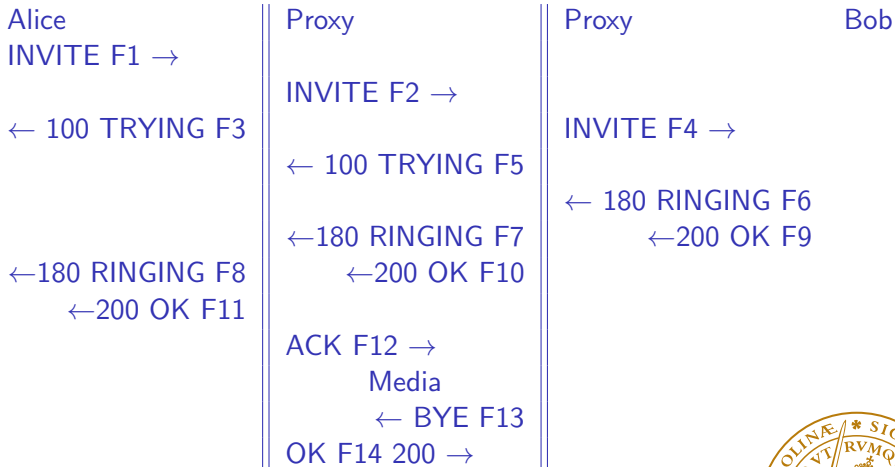 Alice Proxy Proxy Bob
INVITE F1 →
INVITE F2 →
← 100 TRYING F3 INVITE F4 →
← 100 TRYING F5
← 180 RINGING F6
←180 RINGING F7 ←200 OK F9
←180 RINGING F8 ←200 OK F10
←200 OK F11
ACK F12 →
Media
← BYE F13
OK F14 200 →